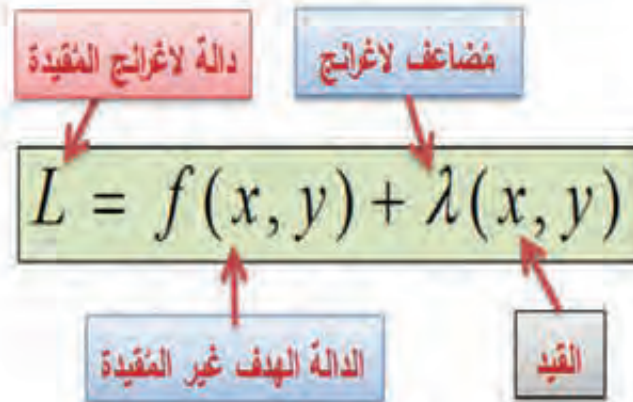 دالة لاغرانج المُقيدة
مُضاعف لاغرانج
L = f(x, y) + λ(x, y)
الدالة الهدف غير المُقيدة
القيد